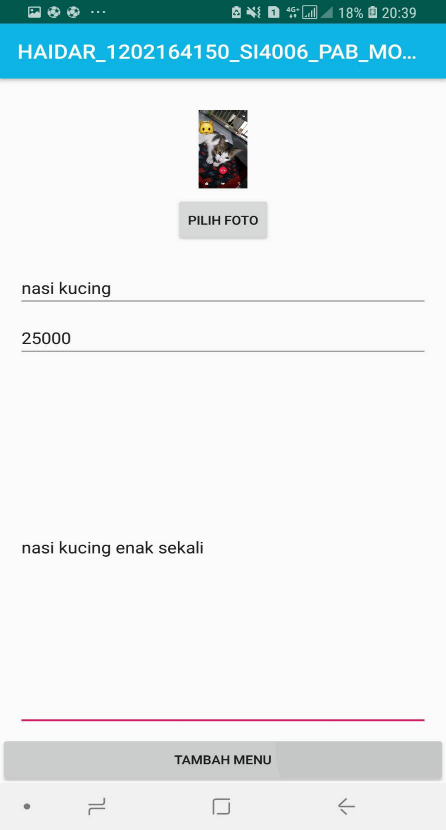 18% 20:39
HAIDAR_1202164150_SI4006_PAB_MO...
PILIH FOTO
nasi kucing
25000
nasi kucing enak sekali
TAMBAH MENU